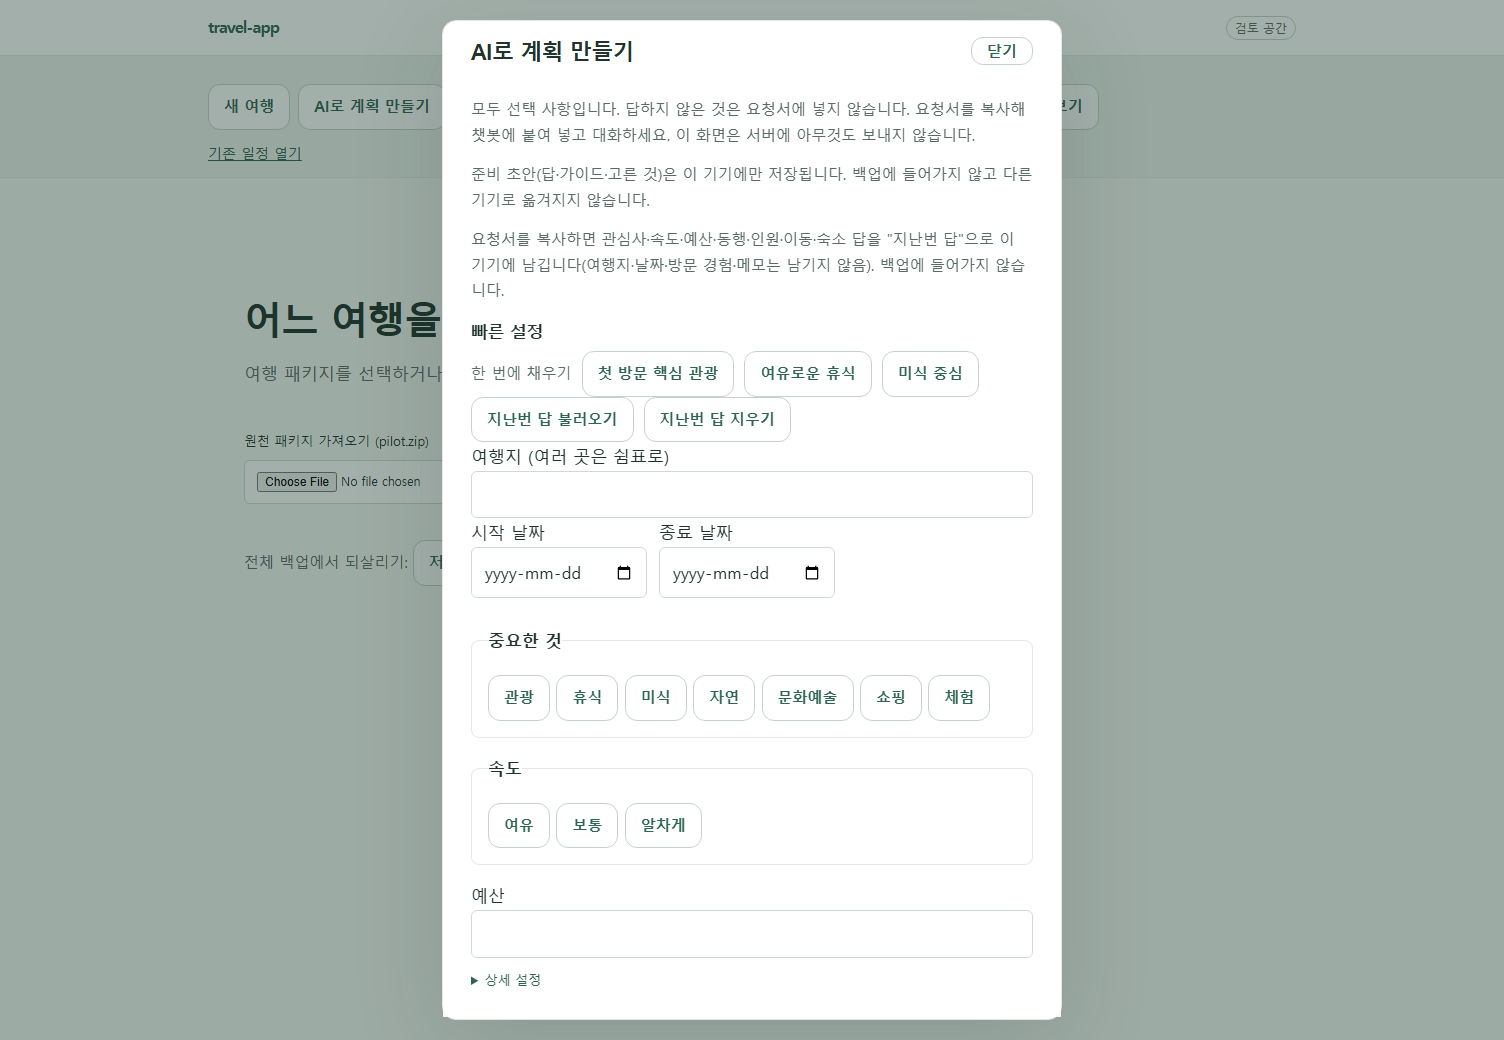 travel-app
검토 공간
새 여행
AI로 계획 만들기
기존 일정 열기
어느 여행을
여행 패키지를 선택하거나
원천 패키지 가져오기 (pilot.zip)
Choose File No file chosen
전체 백업에서 되살리기:
AI로 계획 만들기
닫기
모두 선택 사항입니다. 답하지 않은 것은 요청서에 넣지 않습니다. 요청서를 복사해
챗봇에 붙여 넣고 대화하세요. 이 화면은 서버에 아무것도 보내지 않습니다.
준비 초안(답·가이드·고른 것)은 이 기기에만 저장됩니다. 백업에 들어가지 않고 다른
기기로 옮겨지지 않습니다.
요청서를 복사하면 관심사·속도·예산·동행·인원·이동·숙소 답을 "지난번 답"으로 이
기기에 남깁니다(여행지·날짜·방문 경험·메모는 남기지 않음). 백업에 들어가지 않습
니다.
빠른 설정
한 번에 채우기 첫 방문 핵심 관광 여유로운 휴식 미식 중심
지난번 답 불러오기 지난번 답 지우기
여행지 (여러 곳은 쉼표로)
시작 날짜 종료 날짜
yyyy-mm-dd yyyy-mm-dd
중요한 것
관광 휴식 미식 자연 문화예술 쇼핑 체험
속도
여유 보통 알차게
예산
상세 설정